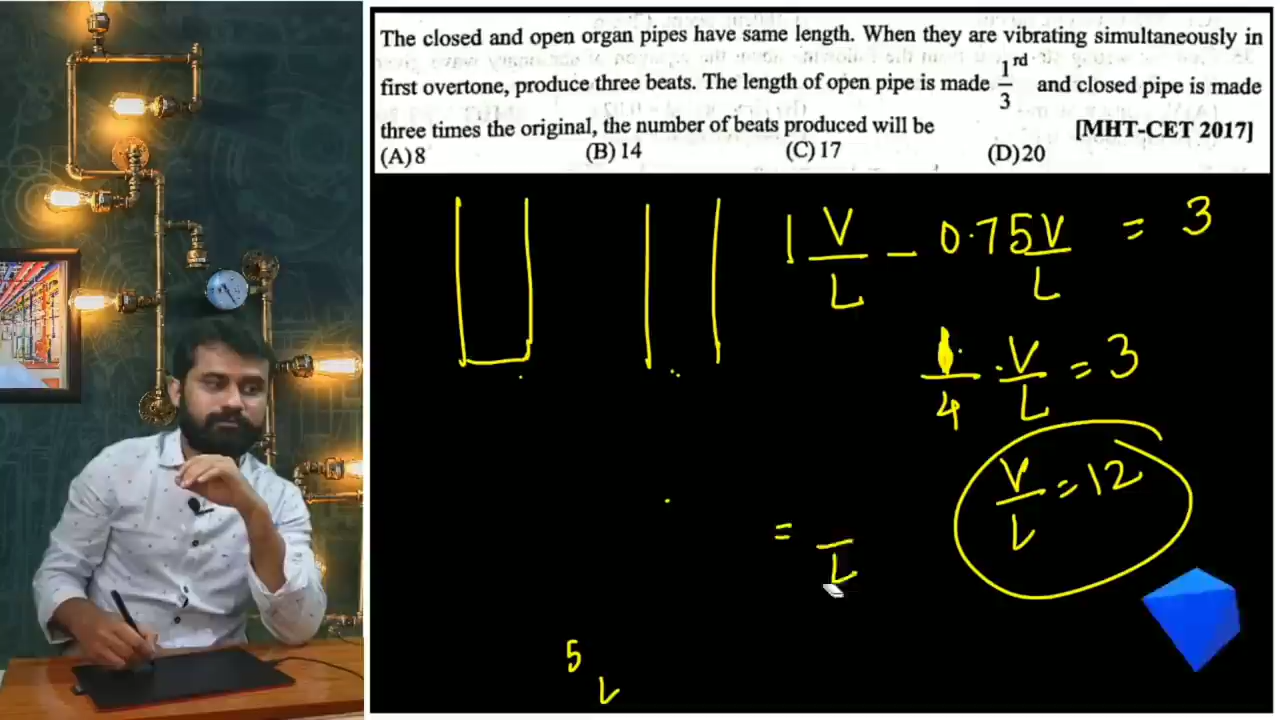 The closed and open organ pipes have same length. When they are vibrating simultaneously in
first overtone, produce three beats. The length of open pipe is made 1/3 rd and closed pipe is made
three times the original, the number of beats produced will be [MHT-CET 2017]
(A) 8 (B) 14 (C) 17 (D) 20
1 V/L - 0.75 V/L = 3
1/4 . V/L = 3
V/L = 12
= /L
5
L